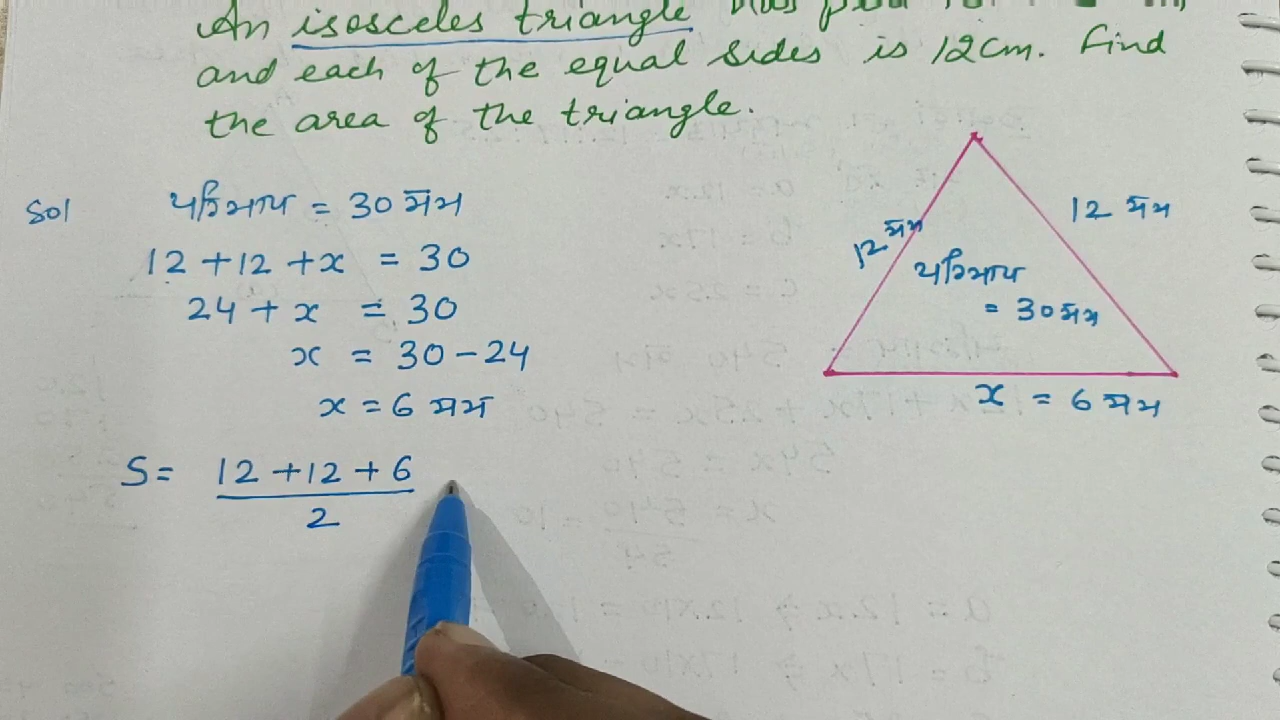 An isosceles triangle
and each of the equal sides is 12cm. Find
the area of the triangle.
Sol परिमाप = 30 सेमी
12 + 12 + x = 30
24 + x = 30
x = 30 - 24
x = 6 सेमी
S = 12 + 12 + 6
2
12 सेमी
12 सेमी
परिमाप
= 30 सेमी
x = 6 सेमी